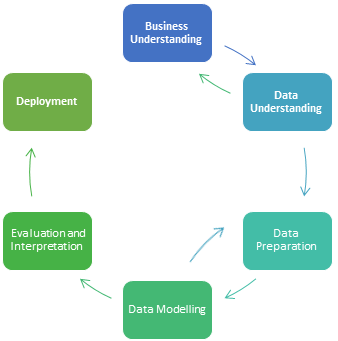 Business
Understanding
Data
Understanding
Data
Preparation
Data Modelling
Evaluation and
Interpretation
Deployment